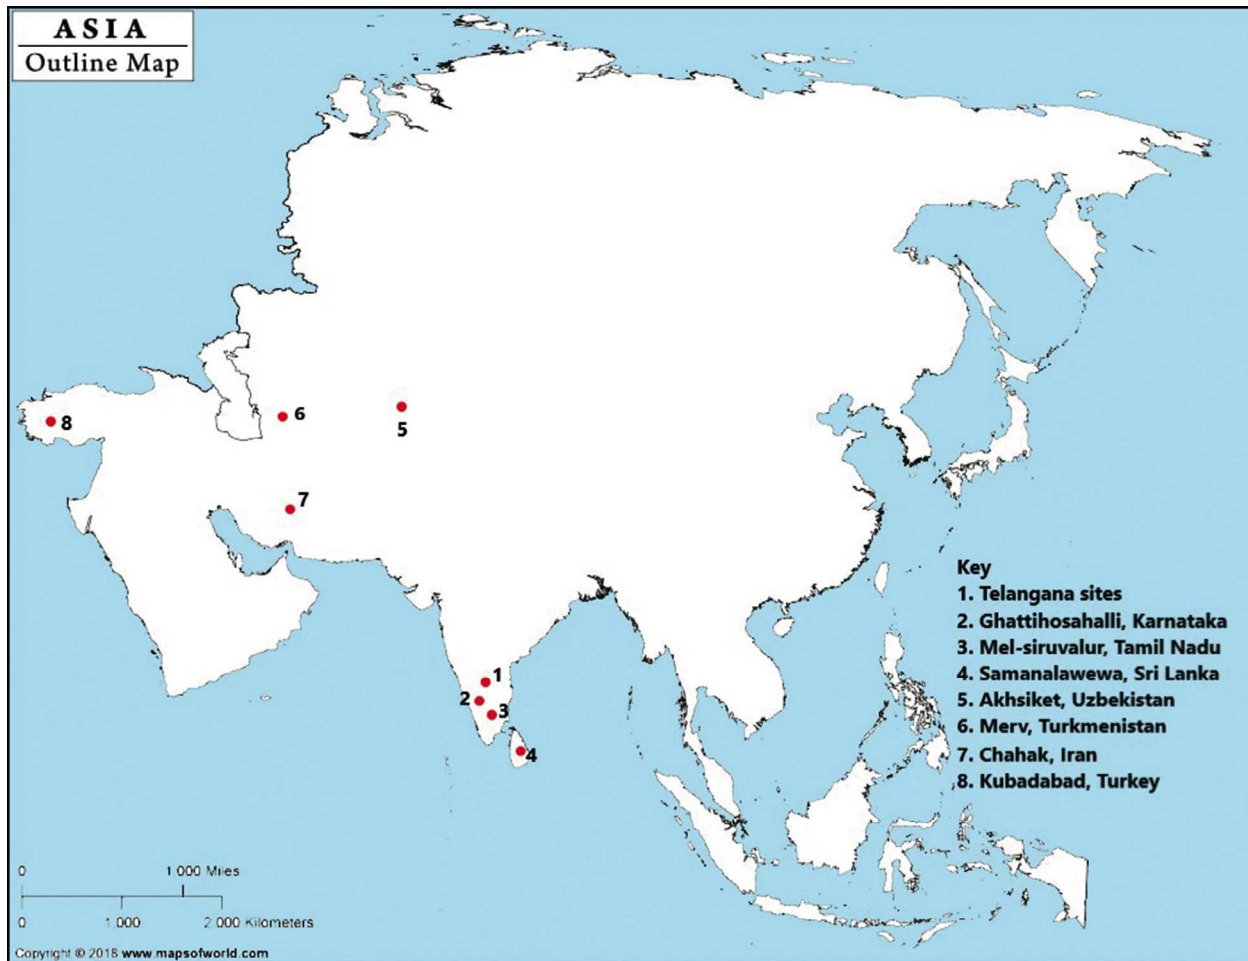 ASIA
Outline Map
8
6
5
7
1
2
3
4
Key
1. Telangana sites
2. Ghattihosahalli, Karnataka
3. Mel-siruvalur, Tamil Nadu
4. Samanalawewa, Sri Lanka
5. Akhsiket, Uzbekistan
6. Merv, Turkmenistan
7. Chahak, Iran
8. Kubadabad, Turkey
0 1 000 Miles
0 1 000 2 000 Kilometers
Copyright © 2018 www.mapsofworld.com